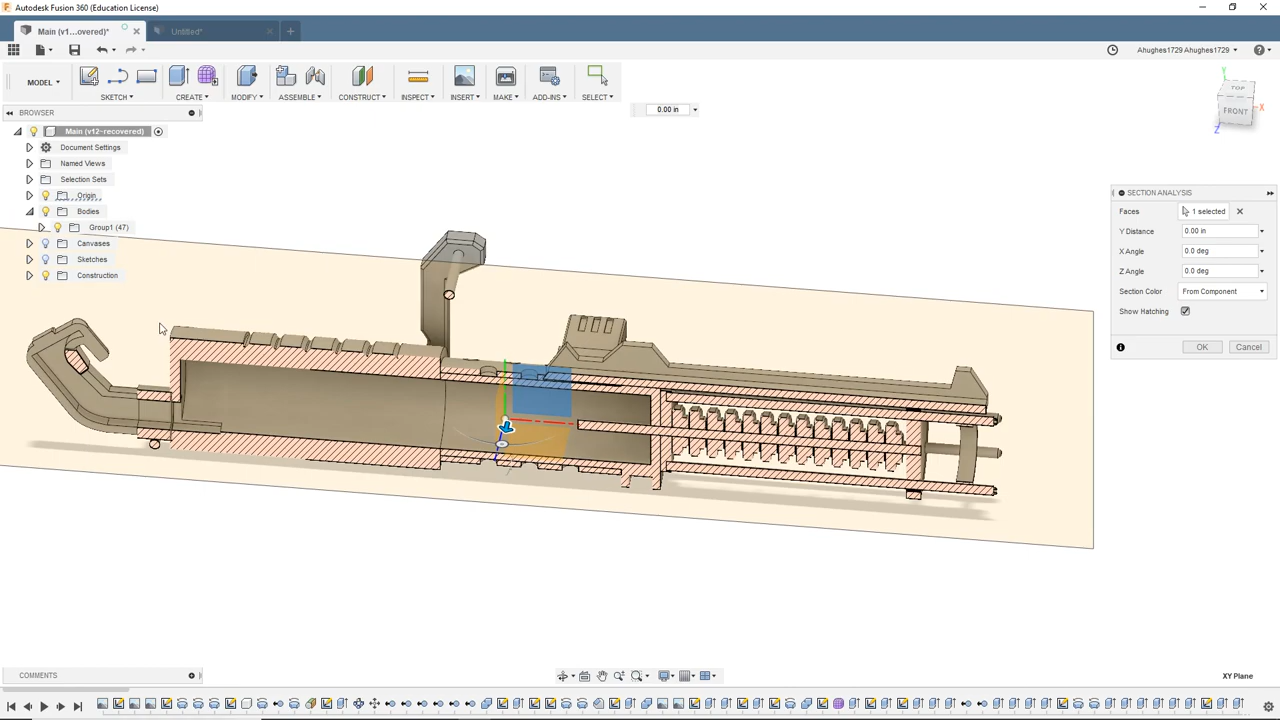 Autodesk Fusion 360 (Education License)
Main (v1...overed)*
Untitled*
Ahughes1729 Ahughes1729
MODEL
SKETCH
CREATE
MODIFY
ASSEMBLE
CONSTRUCT
INSPECT
INSERT
MAKE
ADD-INS
SELECT
BROWSER
0.00 in
TOP
FRONT
Y
X
Z
Main (v12-recovered)
Document Settings
Named Views
Selection Sets
Origin
Bodies
Group1 (47)
Canvases
Sketches
Construction
SECTION ANALYSIS
Faces 1 selected
Y Distance 0.00 in
X Angle 0.0 deg
Z Angle 0.0 deg
Section Color From Component
Show Hatching
OK Cancel
COMMENTS
XY Plane